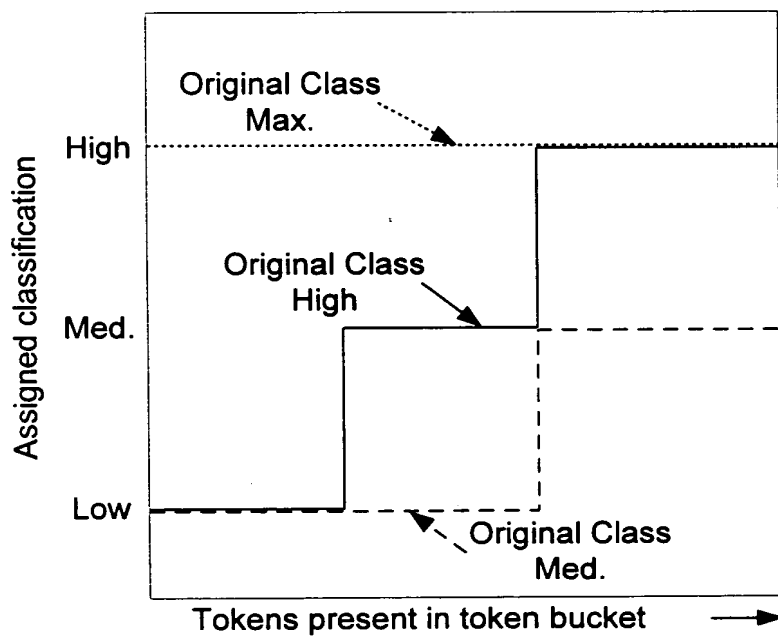 Original Class
Max.
High
Original Class
High
Med.
Assigned classification
Low
Original Class
Med.
Tokens present in token bucket